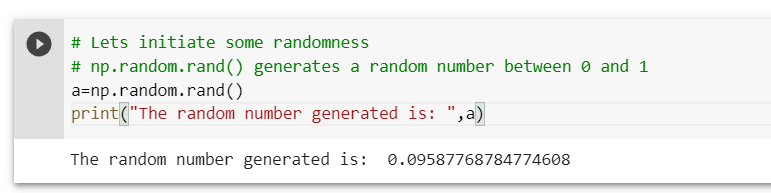 # Lets initiate some randomness
# np.random.rand() generates a random number between 0 and 1
a=np.random.rand()
print("The random number generated is: ",a)
The random number generated is:  0.09587768784774608